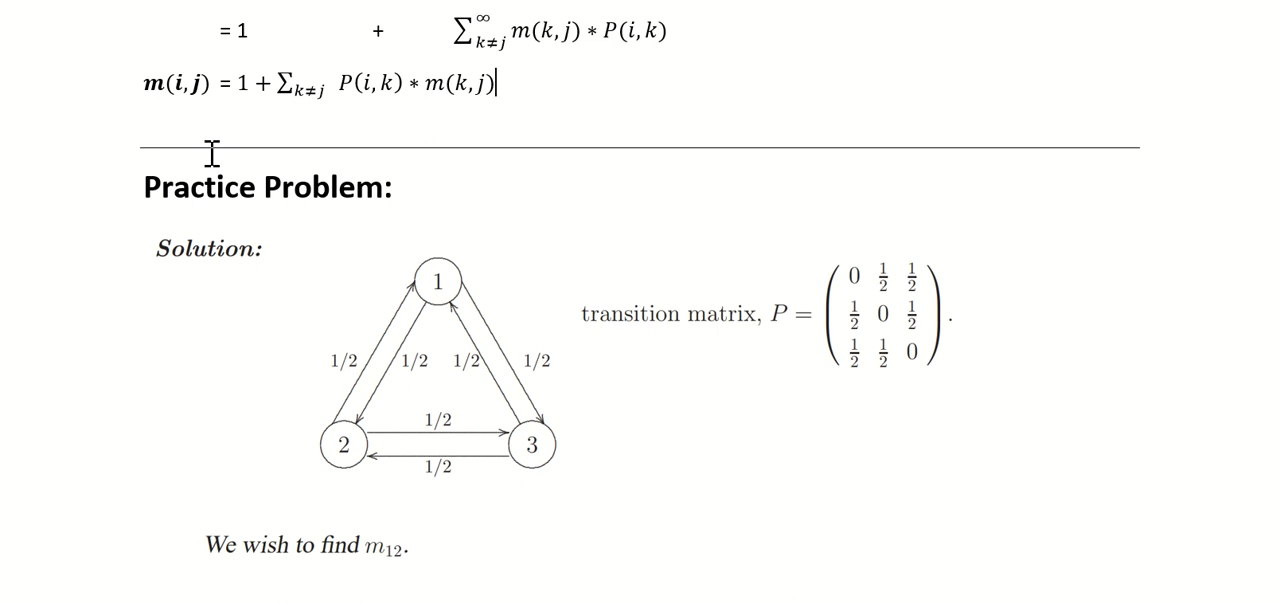 = 1 + ∑_{k≠j}^{∞} m(k,j) * P(i,k)
m(i,j) = 1 + ∑_{k≠j} P(i,k) * m(k,j)
Practice Problem:
Solution:
1
1/2 1/2 1/2 1/2
1/2
2 3
1/2
transition matrix, P = ( 0 1/2 1/2
1/2 0 1/2
1/2 1/2 0 ) .
We wish to find m₁₂.